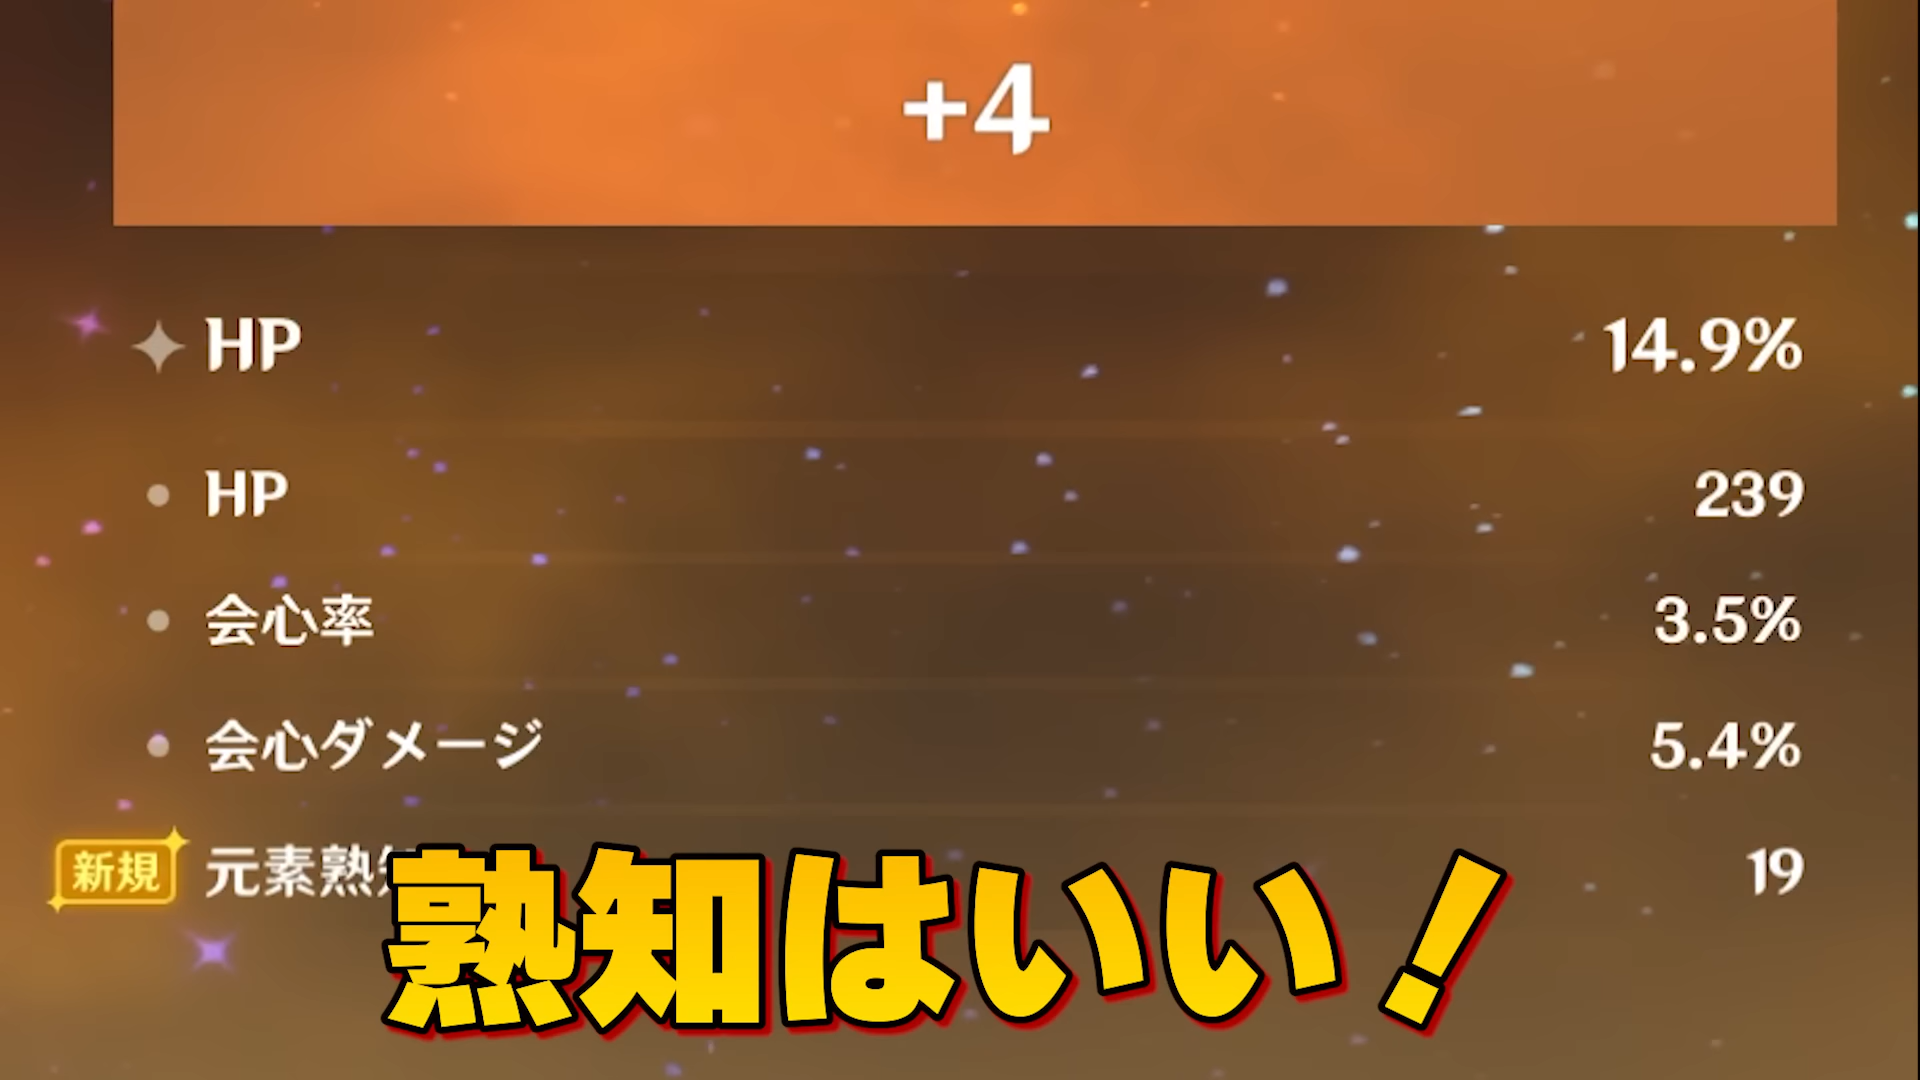 +4
HP 14.9%
HP 239
会心率 3.5%
会心ダメージ 5.4%
新規 元素熟知 19
熟知はいい！